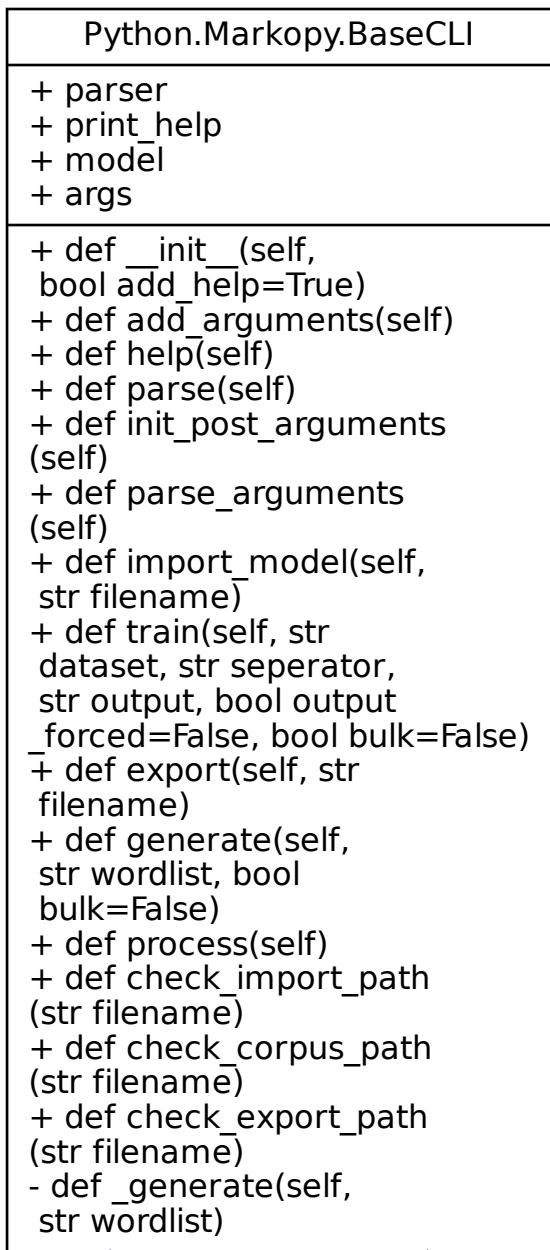 Python.Markopy.BaseCLI
+ parser
+ print_help
+ model
+ args
+ def __init__(self,
bool add_help=True)
+ def add_arguments(self)
+ def help(self)
+ def parse(self)
+ def init_post_arguments
(self)
+ def parse_arguments
(self)
+ def import_model(self,
str filename)
+ def train(self, str
dataset, str seperator,
str output, bool output
_forced=False, bool bulk=False)
+ def export(self, str
filename)
+ def generate(self,
str wordlist, bool
bulk=False)
+ def process(self)
+ def check_import_path
(str filename)
+ def check_corpus_path
(str filename)
+ def check_export_path
(str filename)
- def _generate(self,
str wordlist)